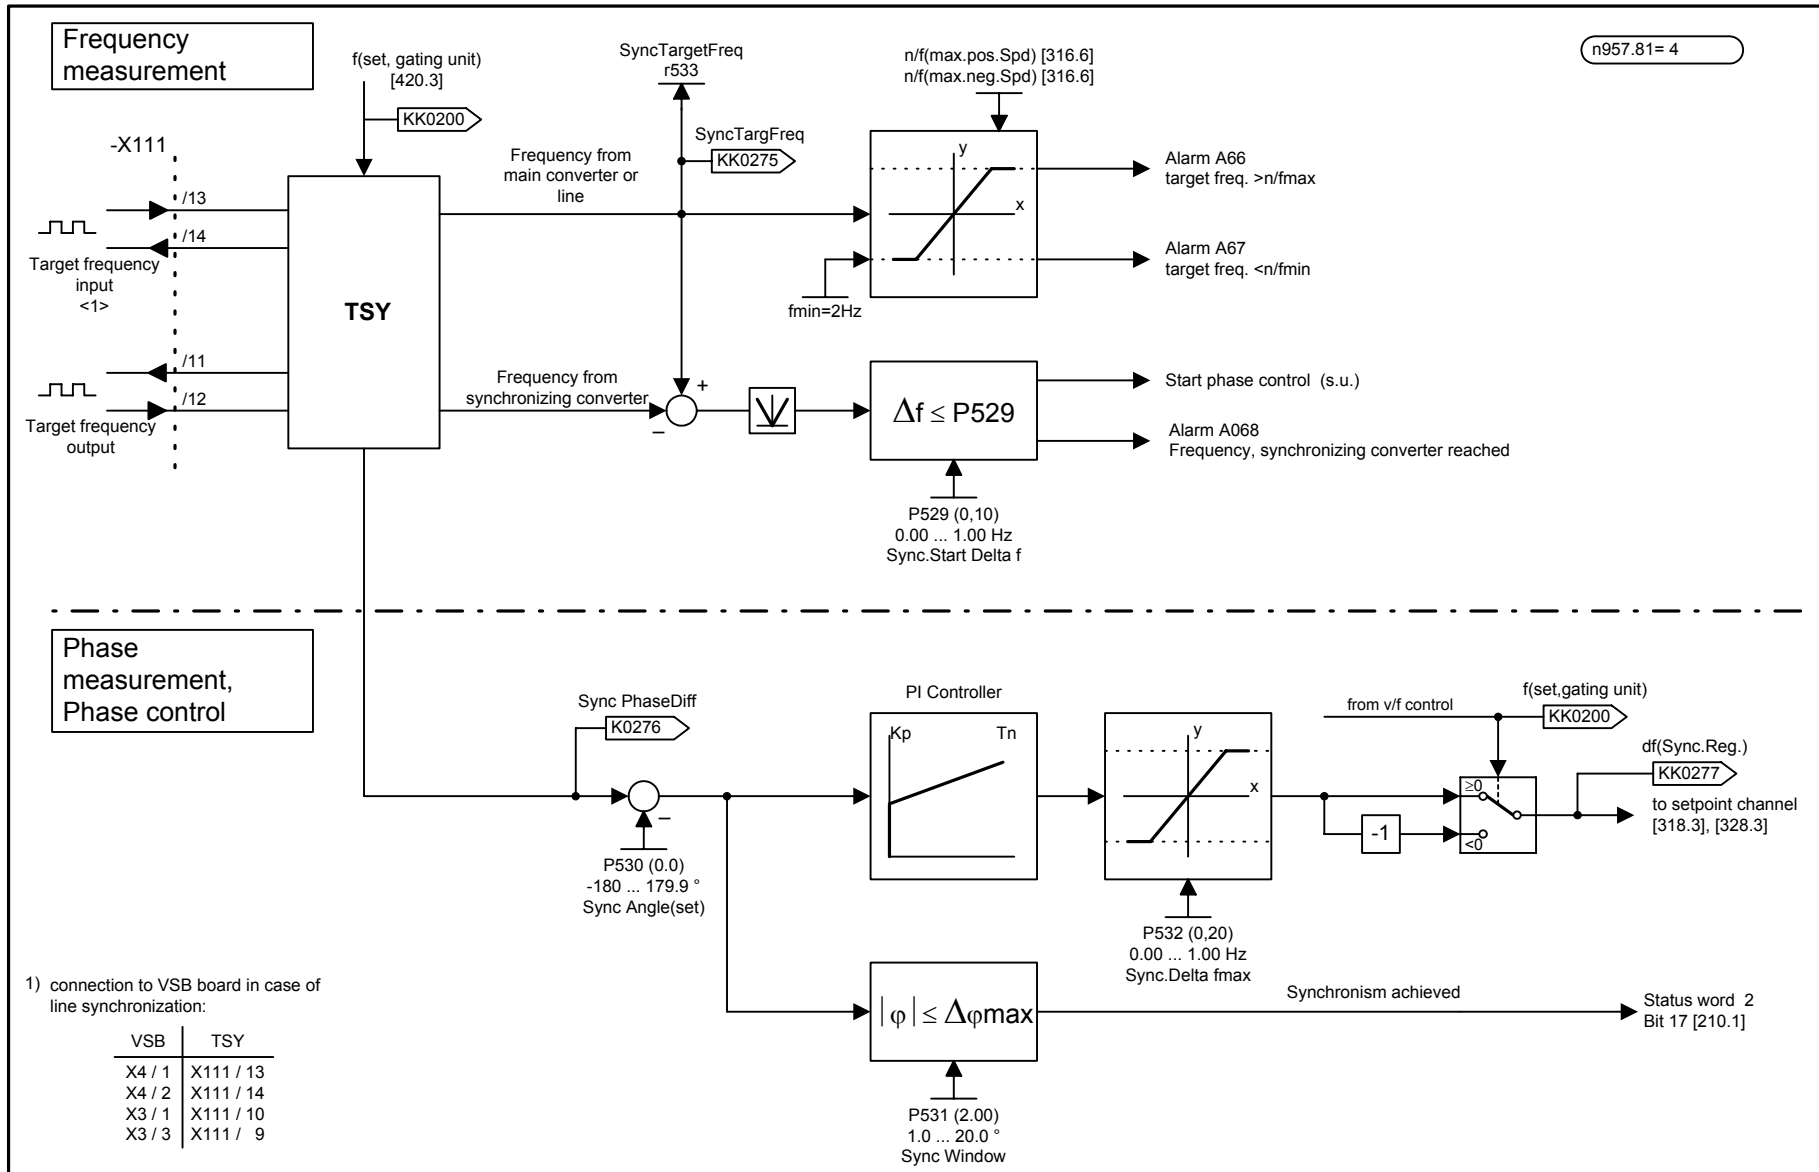 Frequency
measurement
f(set, gating unit)
[420.3]
KK0200
SyncTargetFreq
r533
SyncTargFreq
KK0275
n/f(max.pos.Spd) [316.6]
n/f(max.neg.Spd) [316.6]
n957.81= 4
-X111
/13
/14
Target frequency
input
<1>
/11
/12
Target frequency
output
TSY
Frequency from
main converter or
line
y
x
fmin=2Hz
Alarm A66
target freq. >n/fmax
Alarm A67
target freq. <n/fmin
Frequency from
synchronizing converter
+
–
Δf ≤ P529
Start phase control (s.u.)
Alarm A068
Frequency, synchronizing converter reached
P529 (0,10)
0.00 ... 1.00 Hz
Sync.Start Delta f
Phase
measurement,
Phase control
Sync PhaseDiff
K0276
–
P530 (0.0)
-180 ... 179.9 °
Sync Angle(set)
PI Controller
Kp Tn
y
x
P532 (0,20)
0.00 ... 1.00 Hz
Sync.Delta fmax
from v/f control
f(set,gating unit)
KK0200
df(Sync.Reg.)
KK0277
≥0
<0
-1
to setpoint channel
[318.3], [328.3]
|φ| ≤ Δφmax
Synchronism achieved
Status word 2
Bit 17 [210.1]
P531 (2.00)
1.0 ... 20.0 °
Sync Window
1) connection to VSB board in case of
line synchronization:
VSB TSY
X4 / 1 X111 / 13
X4 / 2 X111 / 14
X3 / 1 X111 / 10
X3 / 3 X111 / 9